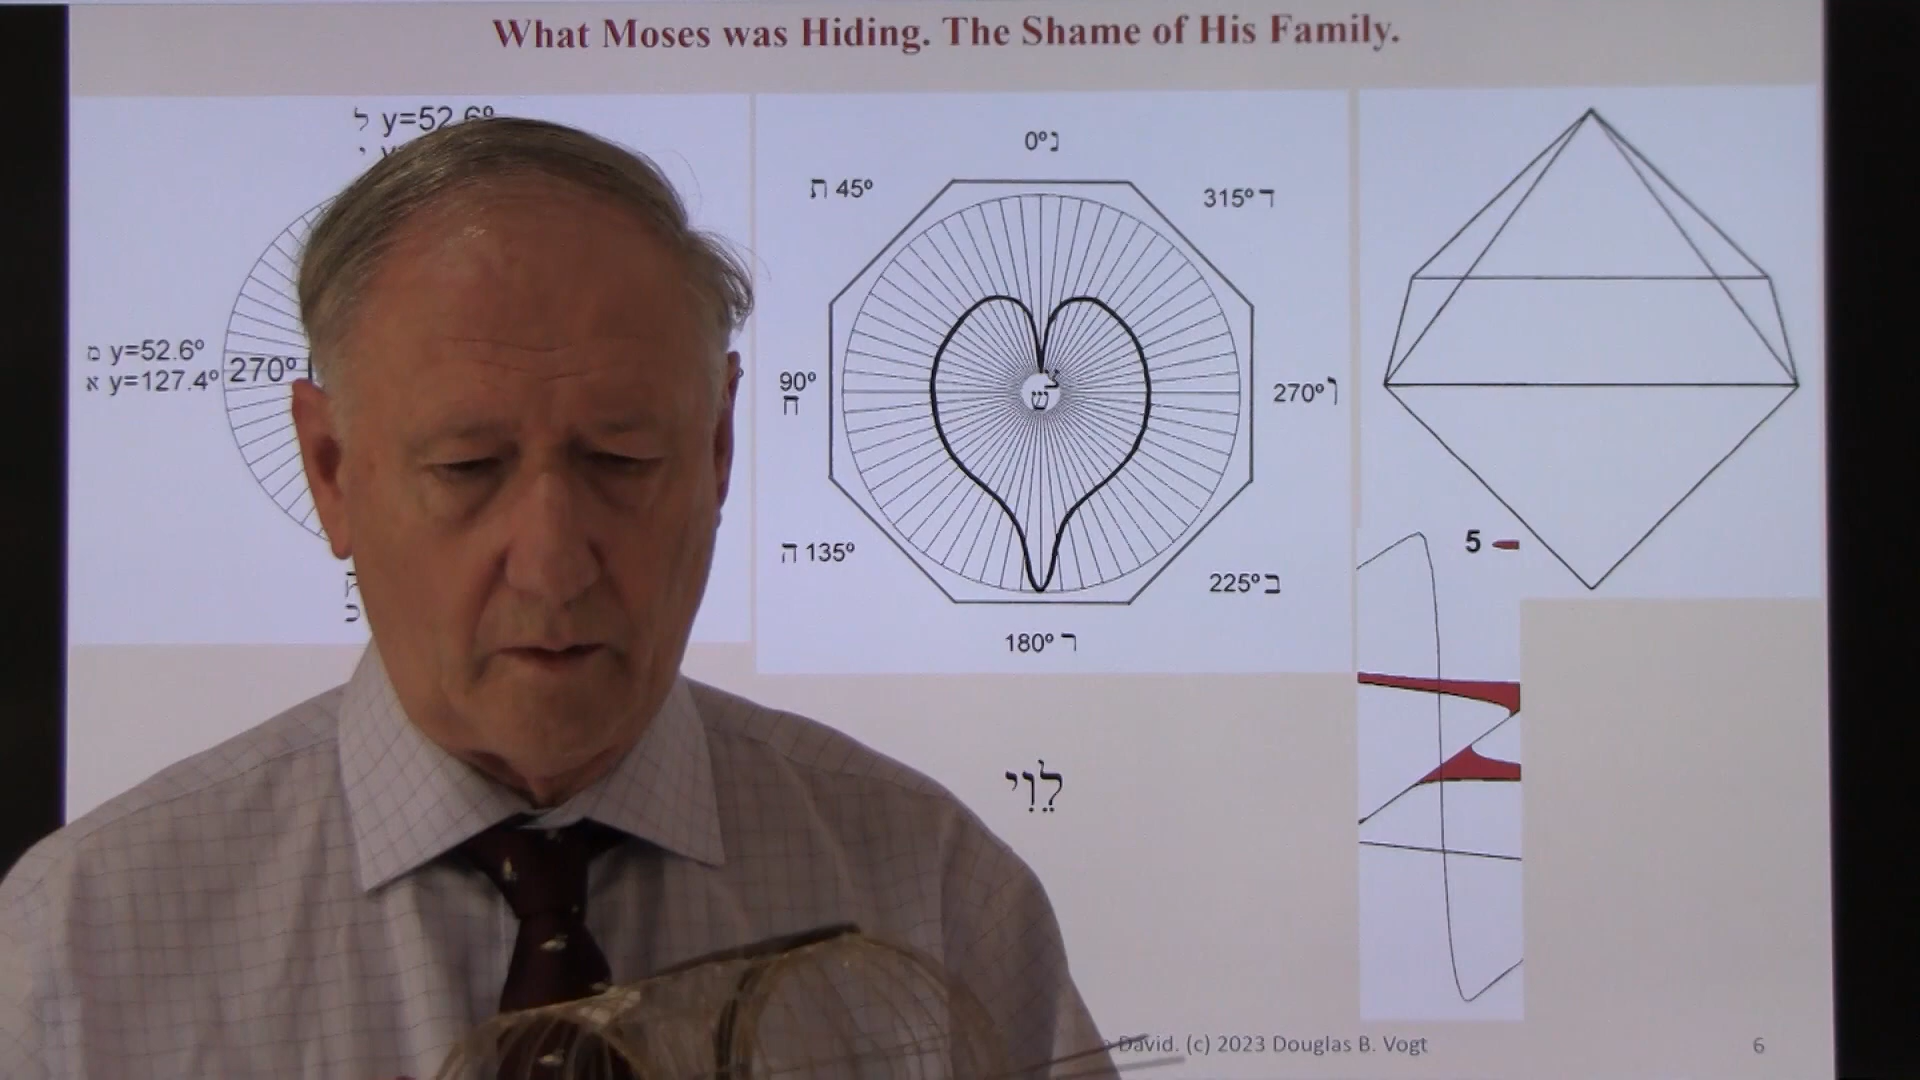 What Moses was Hiding. The Shame of His Family.
ל y=52.6º
מ y=52.6º
א y=127.4º
270º
0º נ
ת 45º
315º ד
90º
ח
270º ו
צ
ש
ה 135º
225º ב
180º ר
כ
5
לֵוִי
David. (c) 2023 Douglas B. Vogt
6